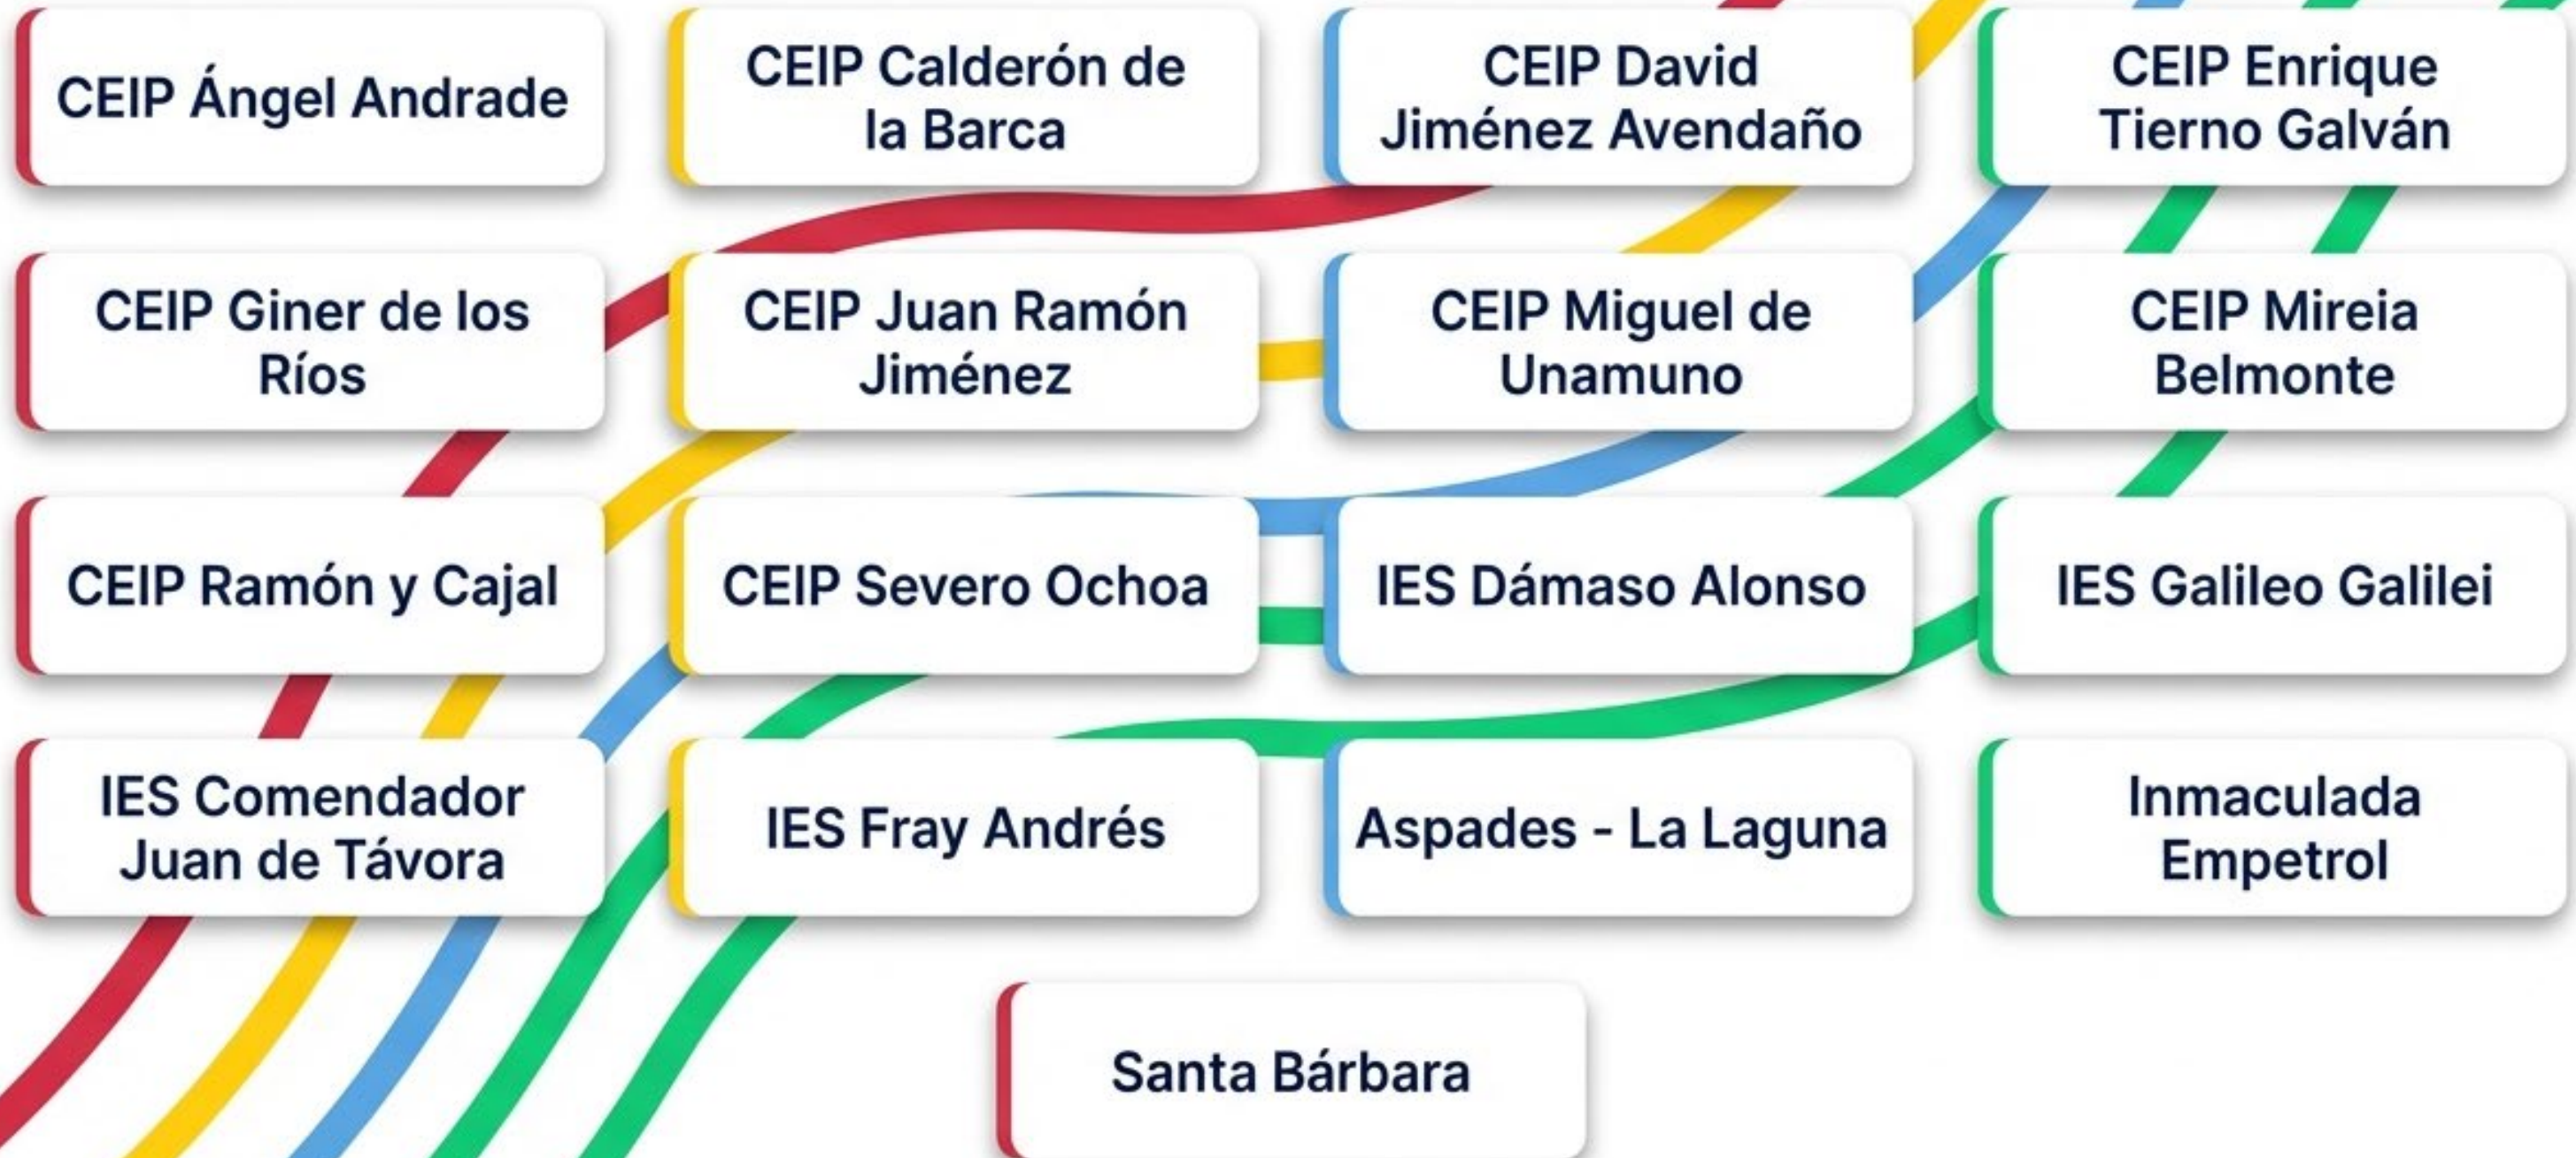 CEIP Ángel Andrade
CEIP Calderón de
la Barca
CEIP David
Jiménez Avendaño
CEIP Enrique
Tierno Galván
CEIP Giner de los
Ríos
CEIP Juan Ramón
Jiménez
CEIP Miguel de
Unamuno
CEIP Mireia
Belmonte
CEIP Ramón y Cajal
CEIP Severo Ochoa
IES Dámaso Alonso
IES Galileo Galilei
IES Comendador
Juan de Távora
IES Fray Andrés
Aspades - La Laguna
Inmaculada
Empetrol
Santa Bárbara